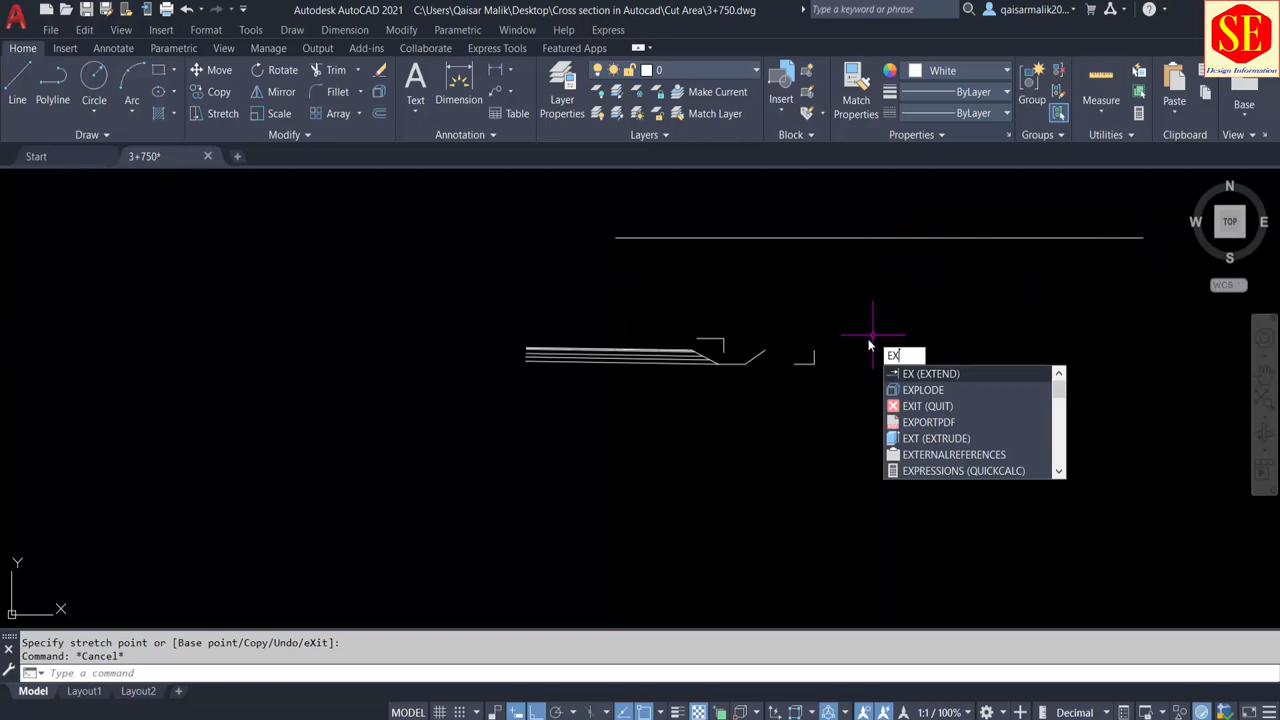 Autodesk AutoCAD 2021 C:\Users\Qaisar Malik\Desktop\Cross section in Autocad\Cut Area\3+750.dwg
Type a keyword or phrase
qaisarmalik20...
SE
Design Information
File Edit View Insert Format Tools Draw Dimension Modify Parametric Window Help Express
Home Insert Annotate Parametric View Manage Output Add-ins Collaborate Express Tools Featured Apps
Line Polyline Circle Arc
Move Rotate Trim
Copy Mirror Fillet
Stretch Scale Array
Text Dimension Table
Layer Properties
0
Make Current
Match Layer
Insert
Match Properties
White
ByLayer
ByLayer
Group
Measure
Paste
Base
Draw Modify Annotation Layers Block Properties Groups Utilities Clipboard View
Start 3+750*
N
W TOP E
S
WCS
EX
EX (EXTEND)
EXPLODE
EXIT (QUIT)
EXPORTPDF
EXT (EXTRUDE)
EXTERNALREFERENCES
EXPRESSIONS (QUICKCALC)
Y
X
Specify stretch point or [Base point/Copy/Undo/eXit]:
Command: *Cancel*
Type a command
Model Layout1 Layout2
MODEL 1:1 / 100% Decimal